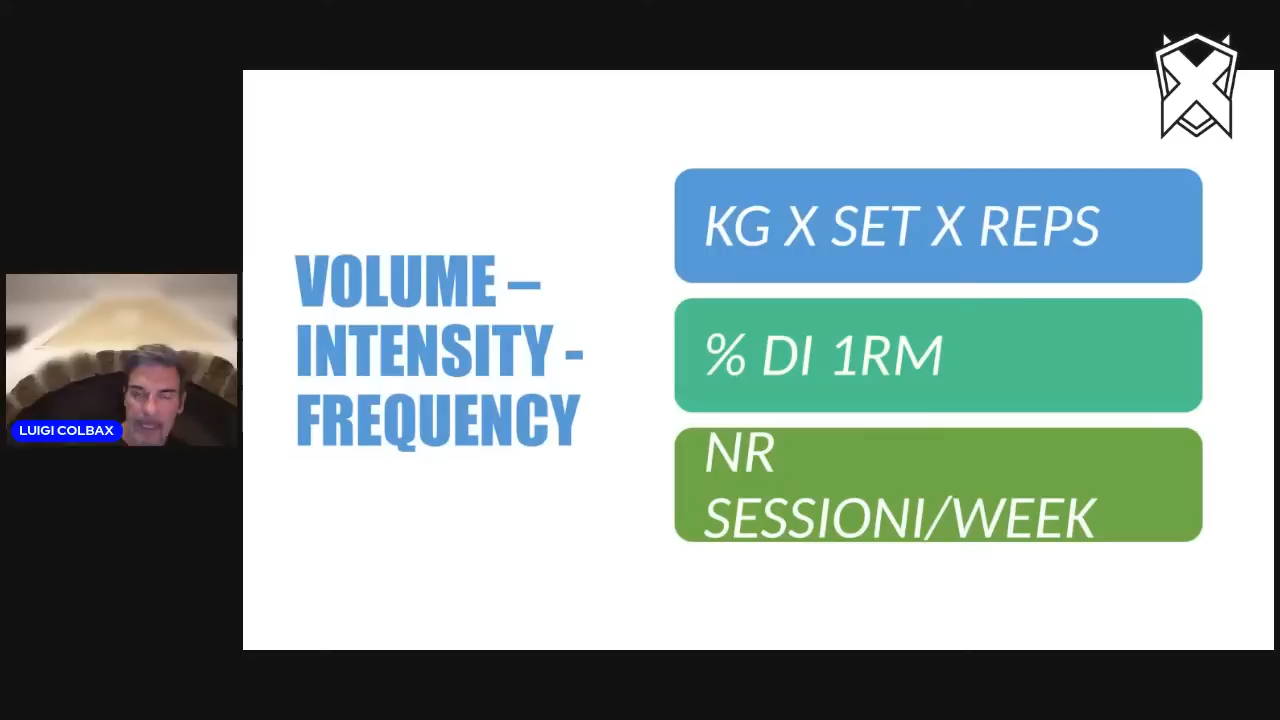 LUIGI COLBAX
VOLUME –
INTENSITY -
FREQUENCY
KG X SET X REPS
% DI 1RM
NR
SESSIONI/WEEK